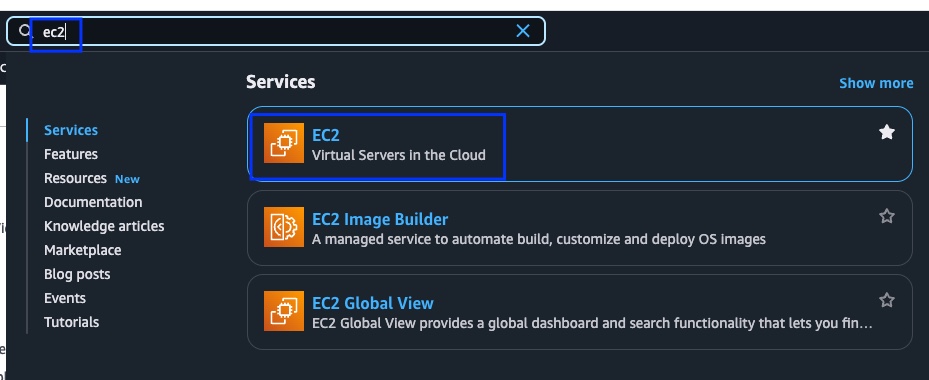 ec2
Services
Show more
Services
Features
Resources New
Documentation
Knowledge articles
Marketplace
Blog posts
Events
Tutorials
EC2
Virtual Servers in the Cloud
EC2 Image Builder
A managed service to automate build, customize and deploy OS images
EC2 Global View
EC2 Global View provides a global dashboard and search functionality that lets you fin...